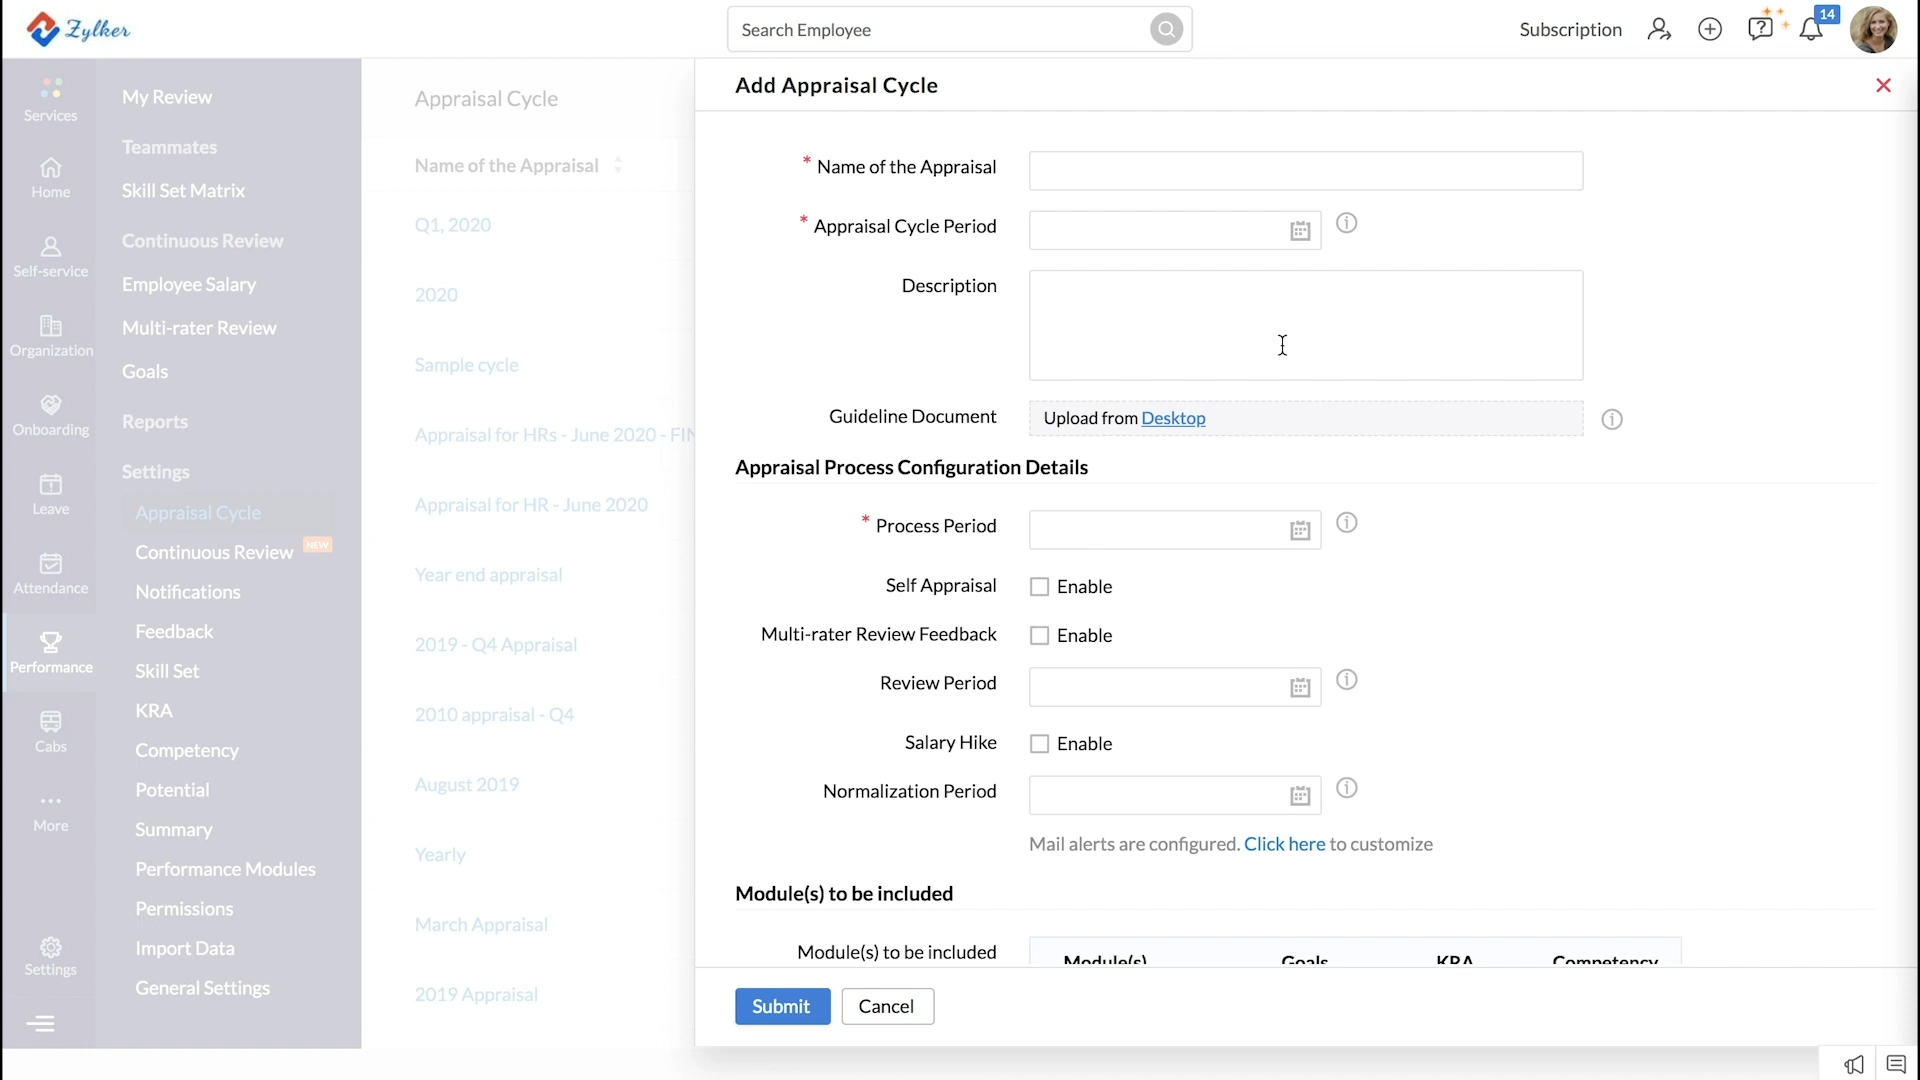 Zylker
Search Employee
Subscription
14
Services
Home
Self-service
Organization
Onboarding
Leave
Attendance
Performance
Cabs
More
Settings
My Review
Teammates
Skill Set Matrix
Continuous Review
Employee Salary
Multi-rater Review
Goals
Reports
Settings
Appraisal Cycle
Continuous Review NEW
Notifications
Feedback
Skill Set
KRA
Competency
Potential
Summary
Performance Modules
Permissions
Import Data
General Settings
Appraisal Cycle
Name of the Appraisal
Q1, 2020
2020
Sample cycle
Appraisal for HRs - June 2020 - FIN
Appraisal for HR - June 2020
Year end appraisal
2019 - Q4 Appraisal
2010 appraisal - Q4
August 2019
Yearly
March Appraisal
2019 Appraisal
Add Appraisal Cycle
* Name of the Appraisal
* Appraisal Cycle Period
Description
Guideline Document Upload from Desktop
Appraisal Process Configuration Details
* Process Period
Self Appraisal Enable
Multi-rater Review Feedback Enable
Review Period
Salary Hike Enable
Normalization Period
Mail alerts are configured. Click here to customize
Module(s) to be included
Module(s) to be included
Module(s) Goals KRA Competency
Submit Cancel